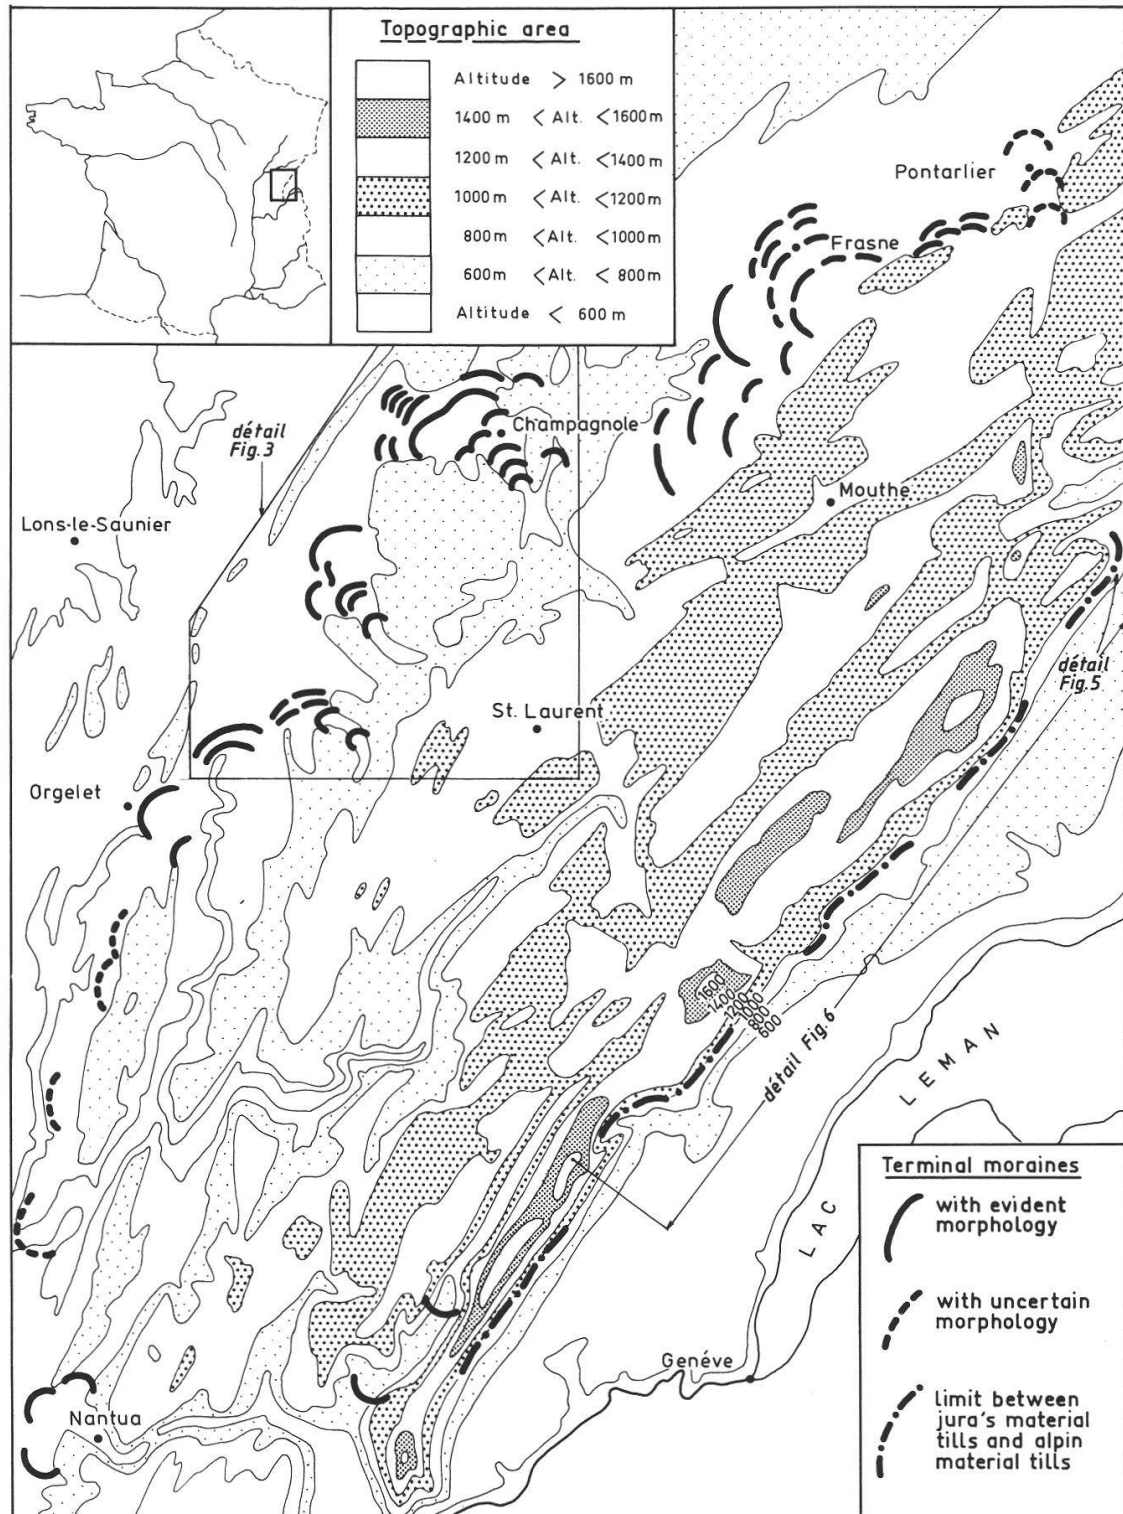 Topographic area
Altitude > 1600 m
1400 m < Alt. < 1600 m
1200 m < Alt. < 1400 m
1000 m < Alt. < 1200 m
800 m < Alt. < 1000 m
600 m < Alt. < 800 m
Altitude < 600 m
Pontarlier
Frasne
Champagnole
détail
Fig.3
Mouthe
Lons-le-Saunier
détail
Fig.5
St. Laurent
Orgelet
1600
1400
1200
1000
800
600
détail Fig.6
LAC LEMAN
Genéve
Nantua
Terminal moraines
with evident
morphology
with uncertain
morphology
limit between
jura's material
tills and alpin
material tills